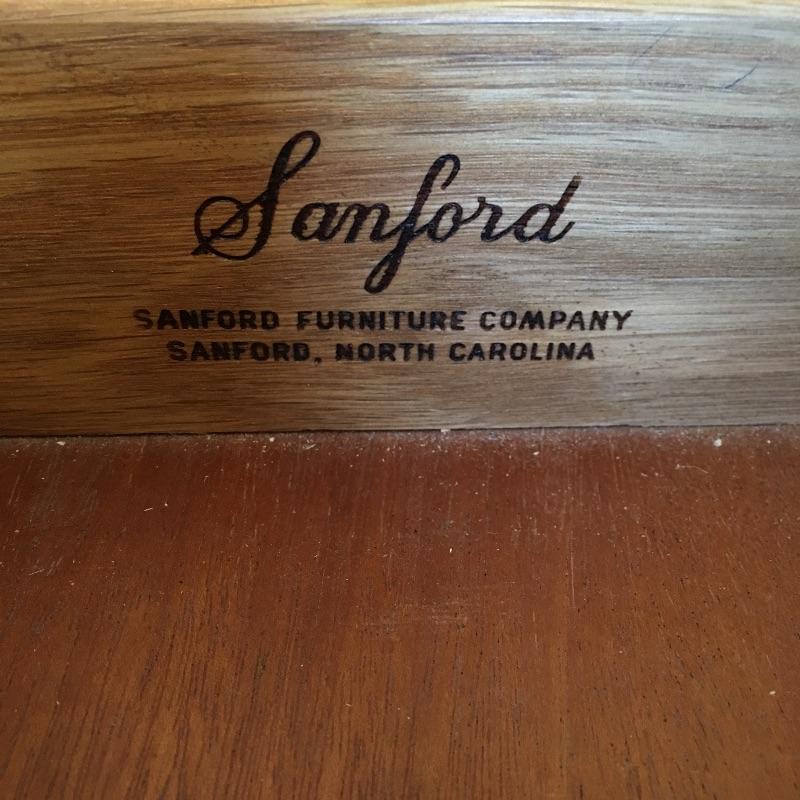 Sanford
SANFORD FURNITURE COMPANY
SANFORD, NORTH CAROLINA